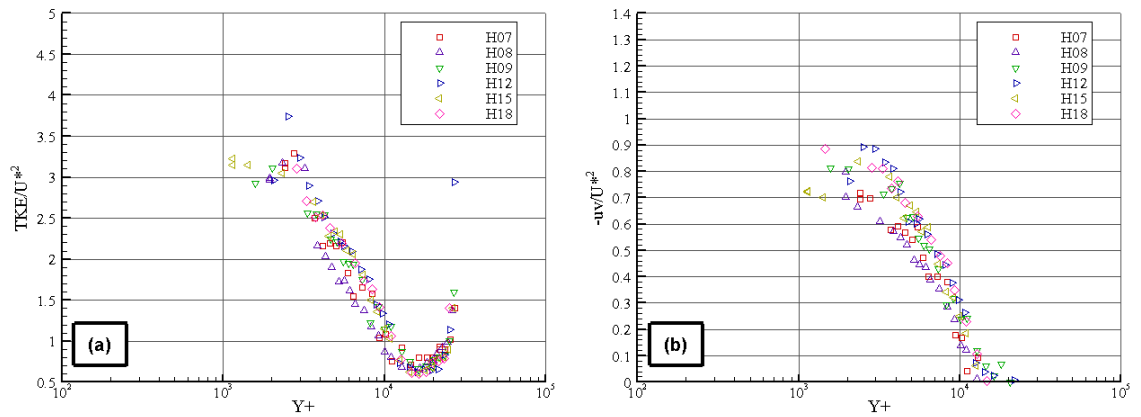 5
4.5
4
3.5
3
2.5
2
1.5
1
0.5
TKE/U*²
10² 10³ 10⁴ 10⁵
Y+
H07
H08
H09
H12
H15
H18
(a)
1.4
1.3
1.2
1.1
1
0.9
0.8
0.7
0.6
0.5
0.4
0.3
0.2
0.1
0
-uv/U*²
10² 10³ 10⁴ 10⁵
Y+
H07
H08
H09
H12
H15
H18
(b)